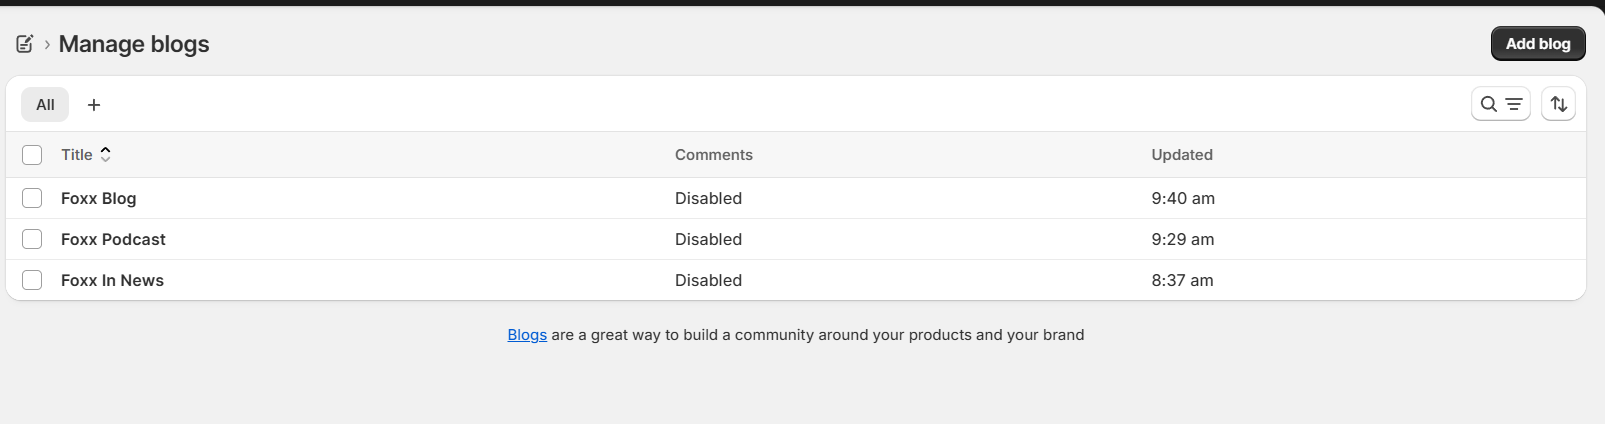 Manage blogs
Add blog
All
Title Comments Updated
Foxx Blog Disabled 9:40 am
Foxx Podcast Disabled 9:29 am
Foxx In News Disabled 8:37 am
Blogs are a great way to build a community around your products and your brand